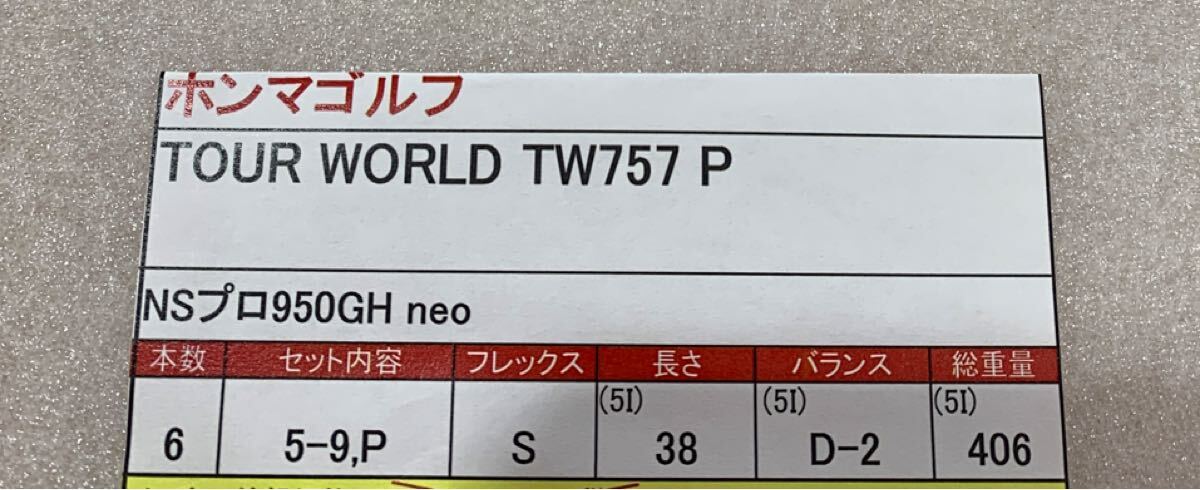 ホンマゴルフ
TOUR WORLD TW757 P
NSプロ950GH neo
本数 セット内容 フレックス 長さ バランス 総重量
(5I) (5I) (5I)
6 5-9,P S 38 D-2 406